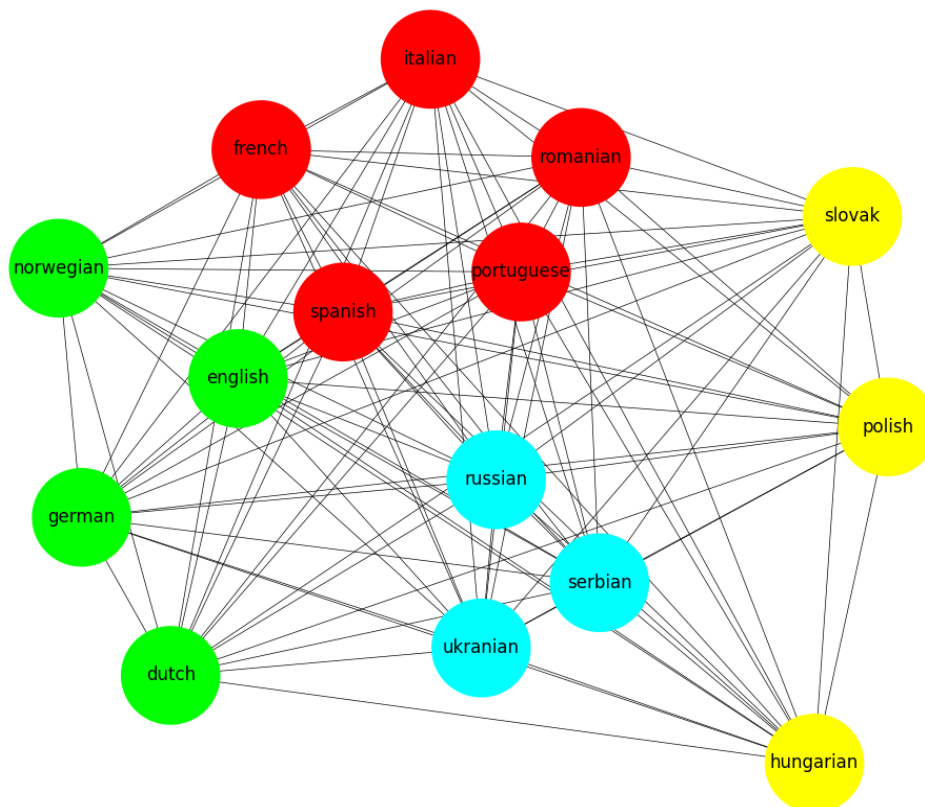 italian
french
romanian
slovak
norwegian
portuguese
spanish
english
polish
russian
german
serbian
ukranian
dutch
hungarian